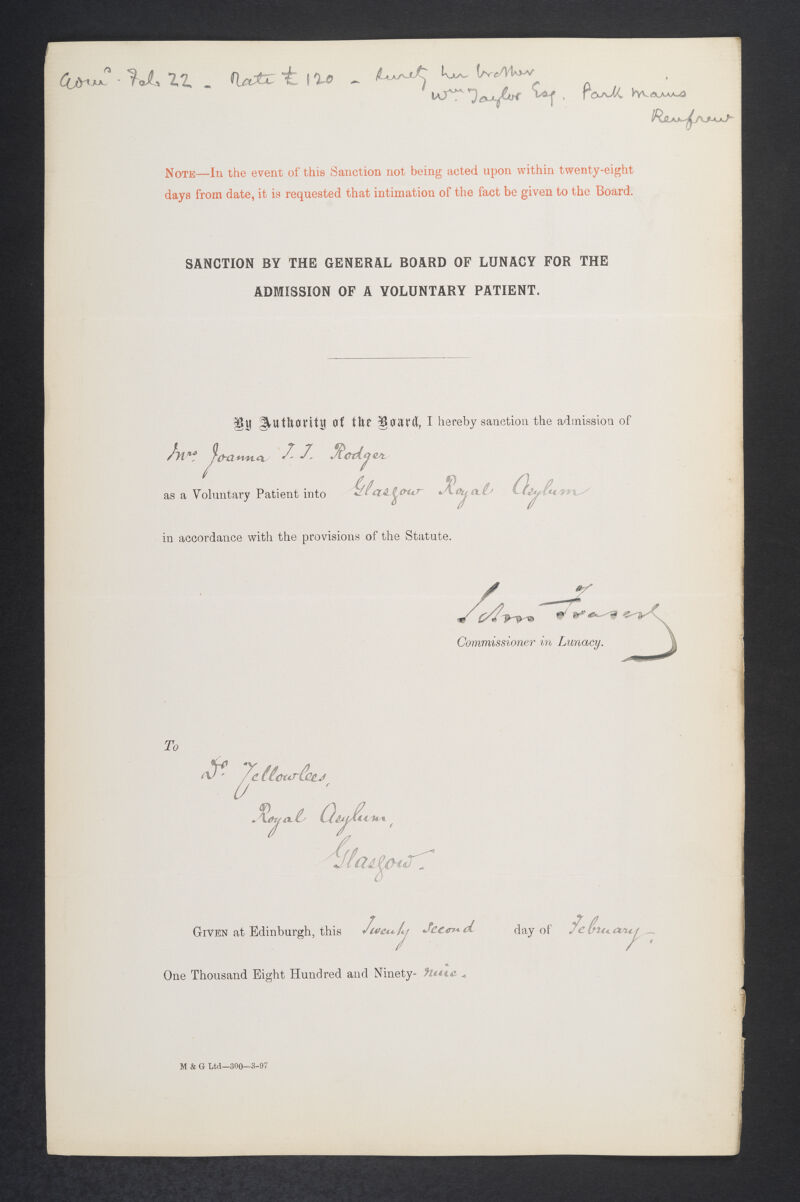 Admd. Feb 22 - Rate £120 - Surety her brother
Wm. Taylor Esq. Park Mains
Renfrew
NOTE—In the event of this Sanction not being acted upon within twenty-eight
days from date, it is requested that intimation of the fact be given to the Board.
SANCTION BY THE GENERAL BOARD OF LUNACY FOR THE
ADMISSION OF A VOLUNTARY PATIENT.
By Authority of the Board, I hereby sanction the admission of
Mrs. Joanna T. T. Rodger
as a Voluntary Patient into Glasgow Royal Asylum
in accordance with the provisions of the Statute.
John Fraser
Commissioner in Lunacy.
To
Dr. Yellowlees,
Royal Asylum,
Glasgow.
GIVEN at Edinburgh, this Twenty Second day of February,
One Thousand Eight Hundred and Ninety- nine.
M & G Ltd—300—3-97